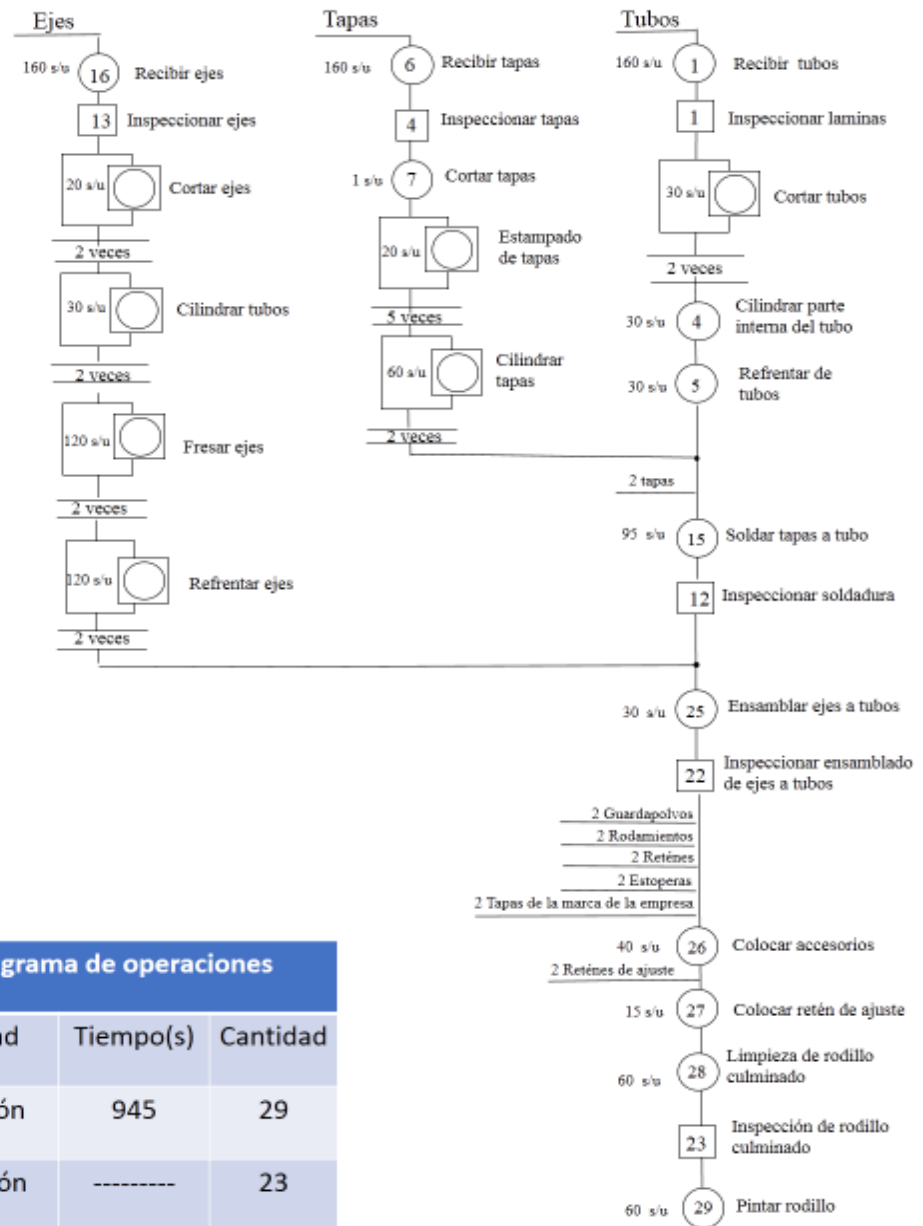 Ejes
160 s/u
16
Recibir ejes
13
Inspeccionar ejes
20 s/u
Cortar ejes
2 veces
30 s/u
Cilindrar tubos
2 veces
120 s/u
Fresar ejes
2 veces
120 s/u
Refrentar ejes
2 veces
Tapas
160 s/u
6
Recibir tapas
4
Inspeccionar tapas
1 s/u
7
Cortar tapas
20 s/u
Estampado
de tapas
5 veces
60 s/u
Cilindrar
tapas
2 veces
Tubos
160 s/u
1
Recibir tubos
1
Inspeccionar laminas
30 s/u
Cortar tubos
2 veces
30 s/u
4
Cilindrar parte
interna del tubo
30 s/u
5
Refrentar de
tubos
2 tapas
95 s/u
15
Soldar tapas a tubo
12
Inspeccionar soldadura
30 s/u
25
Ensamblar ejes a tubos
22
Inspeccionar ensamblado
de ejes a tubos
2 Guardapolvos
2 Rodamientos
2 Reténes
2 Estoperas
2 Tapas de la marca de la empresa
40 s/u
26
Colocar accesorios
2 Reténes de ajuste
15 s/u
27
Colocar retén de ajuste
60 s/u
28
Limpieza de rodillo
culminado
23
Inspección de rodillo
culminado
60 s/u
29
Pintar rodillo
grama de operaciones
ad Tiempo(s) Cantidad
ón 945 29
ón --------- 23